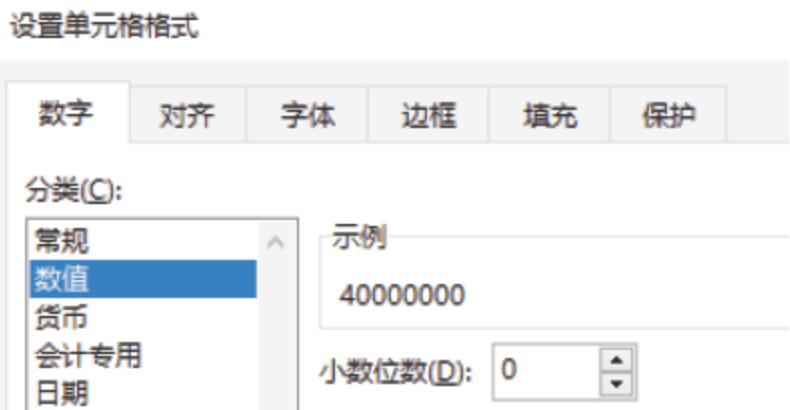 设置单元格格式
数字 对齐 字体 边框 填充 保护
分类(C):
常规
数值
货币
会计专用
日期
示例
40000000
小数位数(D): 0